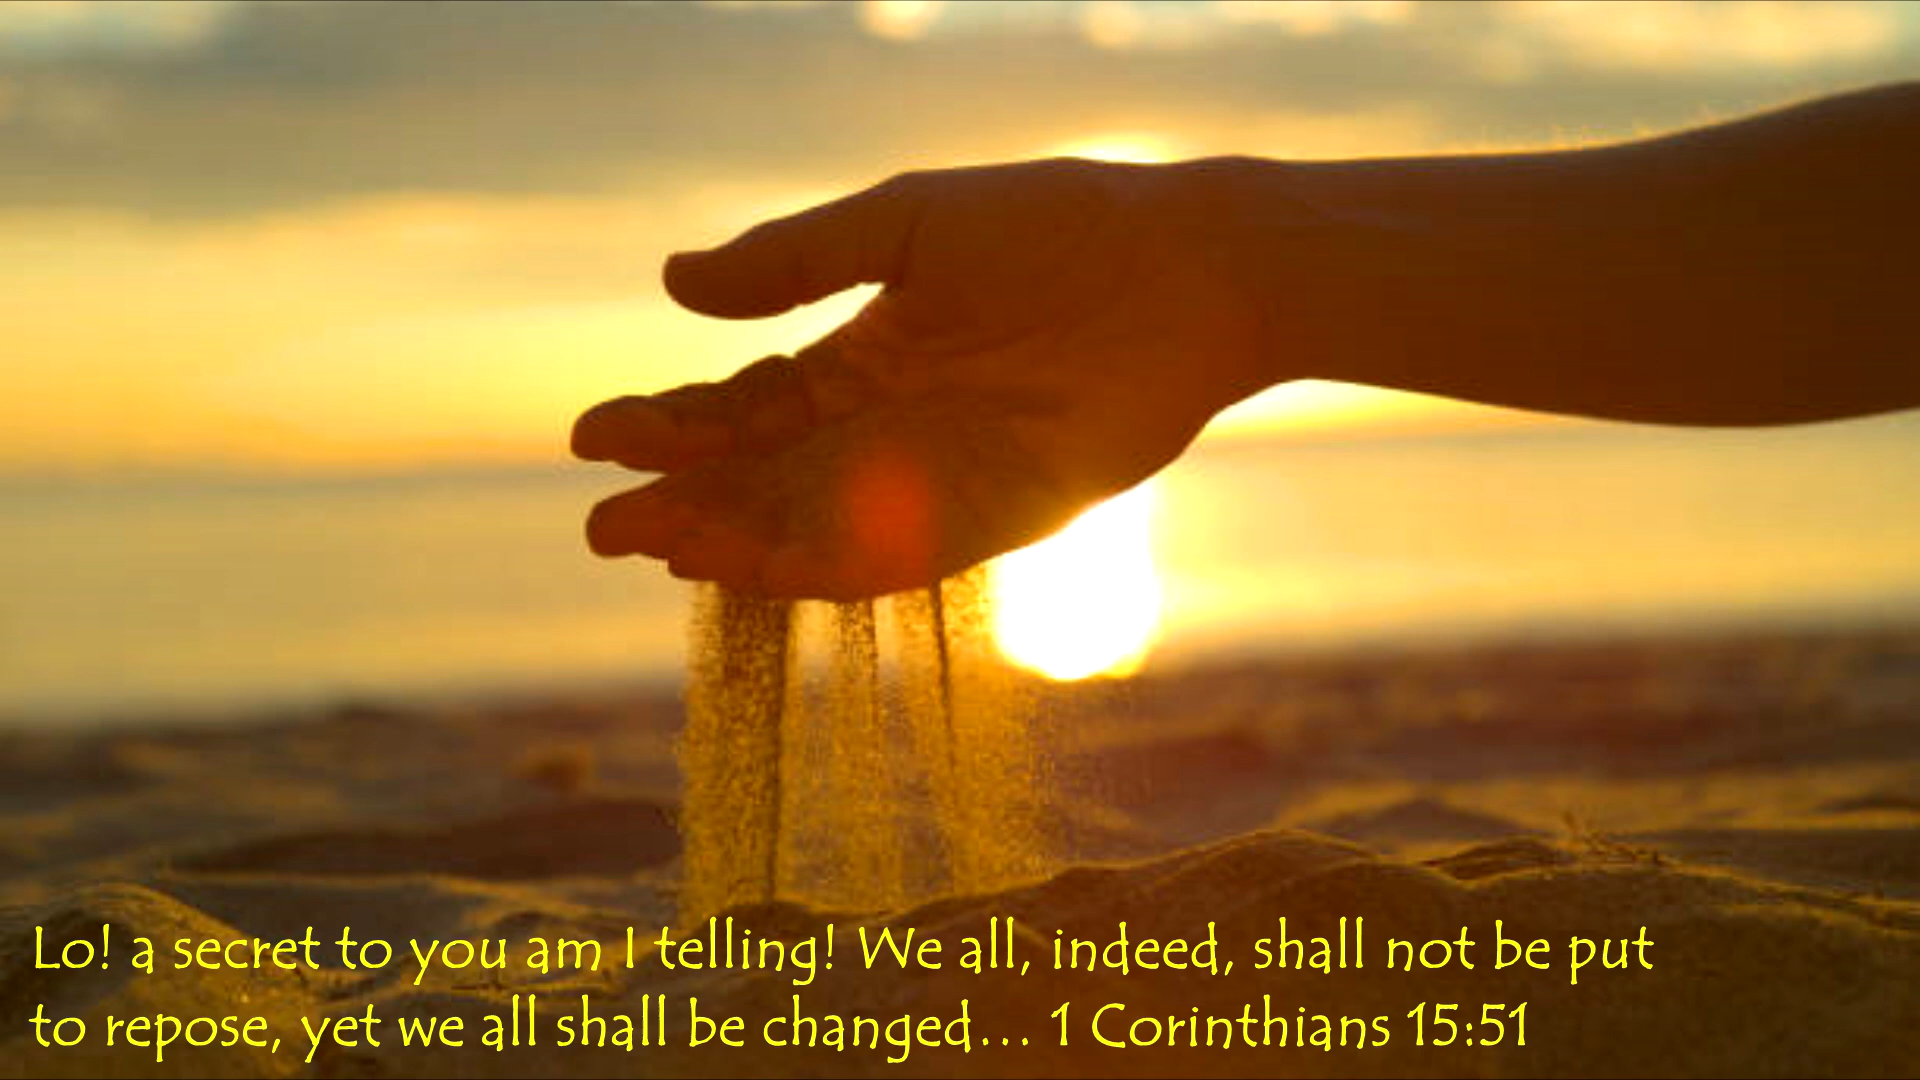 Lo! a secret to you am I telling! We all, indeed, shall not be put
to repose, yet we all shall be changed... 1 Corinthians 15:51